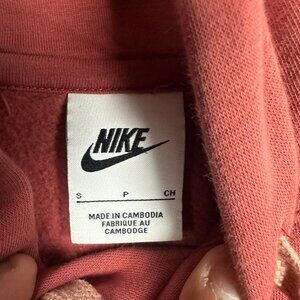 NIKE
S P CH
MADE IN CAMBODIA
FABRIQUE AU
CAMBODGE